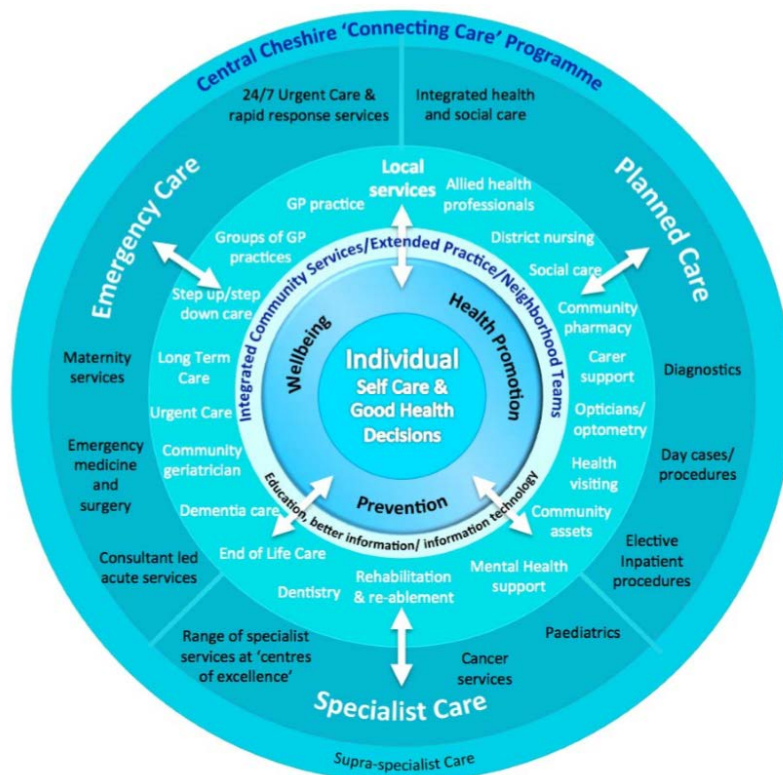 Central Cheshire 'Connecting Care' Programme
24/7 Urgent Care &
rapid response services
Integrated health
and social care
Emergency Care
Planned Care
Local
services
GP practice
Allied health
professionals
Groups of GP
practices
District nursing
Social care
Step up/step
down care
Community
pharmacy
Integrated Community Services/Extended Practice/Neighborhood Teams
Wellbeing
Health Promotion
Individual
Self Care &
Good Health
Decisions
Prevention
Education, better information/ information technology
Maternity
services
Long Term
Care
Carer
support
Diagnostics
Urgent Care
Opticians/
optometry
Emergency
medicine
and
surgery
Community
geriatrician
Health
visiting
Day cases/
procedures
Dementia care
Community
assets
Consultant led
acute services
End of Life Care
Mental Health
support
Elective
Inpatient
procedures
Dentistry
Rehabilitation
& re-ablement
Range of specialist
services at 'centres
of excellence'
Cancer
services
Paediatrics
Specialist Care
Supra-specialist Care